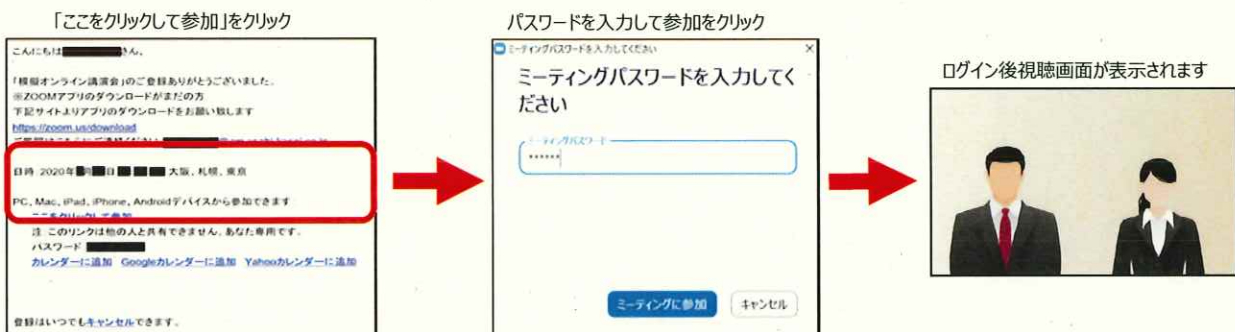 「ここをクリックして参加」をクリック
こんにちは さん、
「模擬オンライン講演会」のご登録ありがとうございました。
※ZOOMアプリのダウンロードがまだの方
下記サイトよりアプリのダウンロードをお願い致します
https://zoom.us/download
日時 2020年 月 日 大阪、札幌、東京
PC、Mac、iPad、iPhone、Androidデバイスから参加できます
ここをクリックして参加
注 このリンクは他の人と共有できません。あなた専用です。
パスワード
カレンダーに追加 Googleカレンダーに追加 Yahooカレンダーに追加
登録はいつでもキャンセルできます。
パスワードを入力して参加をクリック
ミーティングパスワードを入力してください ×
ミーティングパスワードを入力してく
ださい
ミーティングパスワード
******
ミーティングに参加 キャンセル
ログイン後視聴画面が表示されます